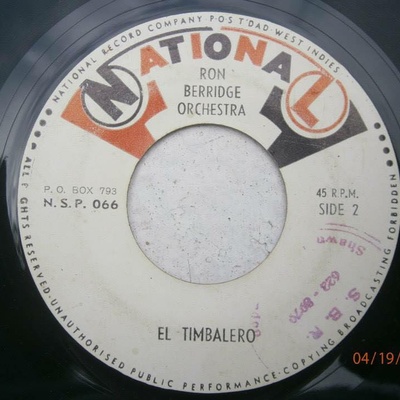 NATIONAL RECORD COMPANY P-O-S T'DAD-WEST INDIES
NATIONAL
RON
BERRIDGE
ORCHESTRA
P. O. BOX 793
N.S.P. 066
45 R.P.M.
SIDE 2
Shawn
S. B. R.
EL TIMBALERO
ALL RIGHTS RESERVED-UNAUTHORISED PUBLIC PERFORMANCE-COPYING BROADCASTING FORBIDDEN
04/19/